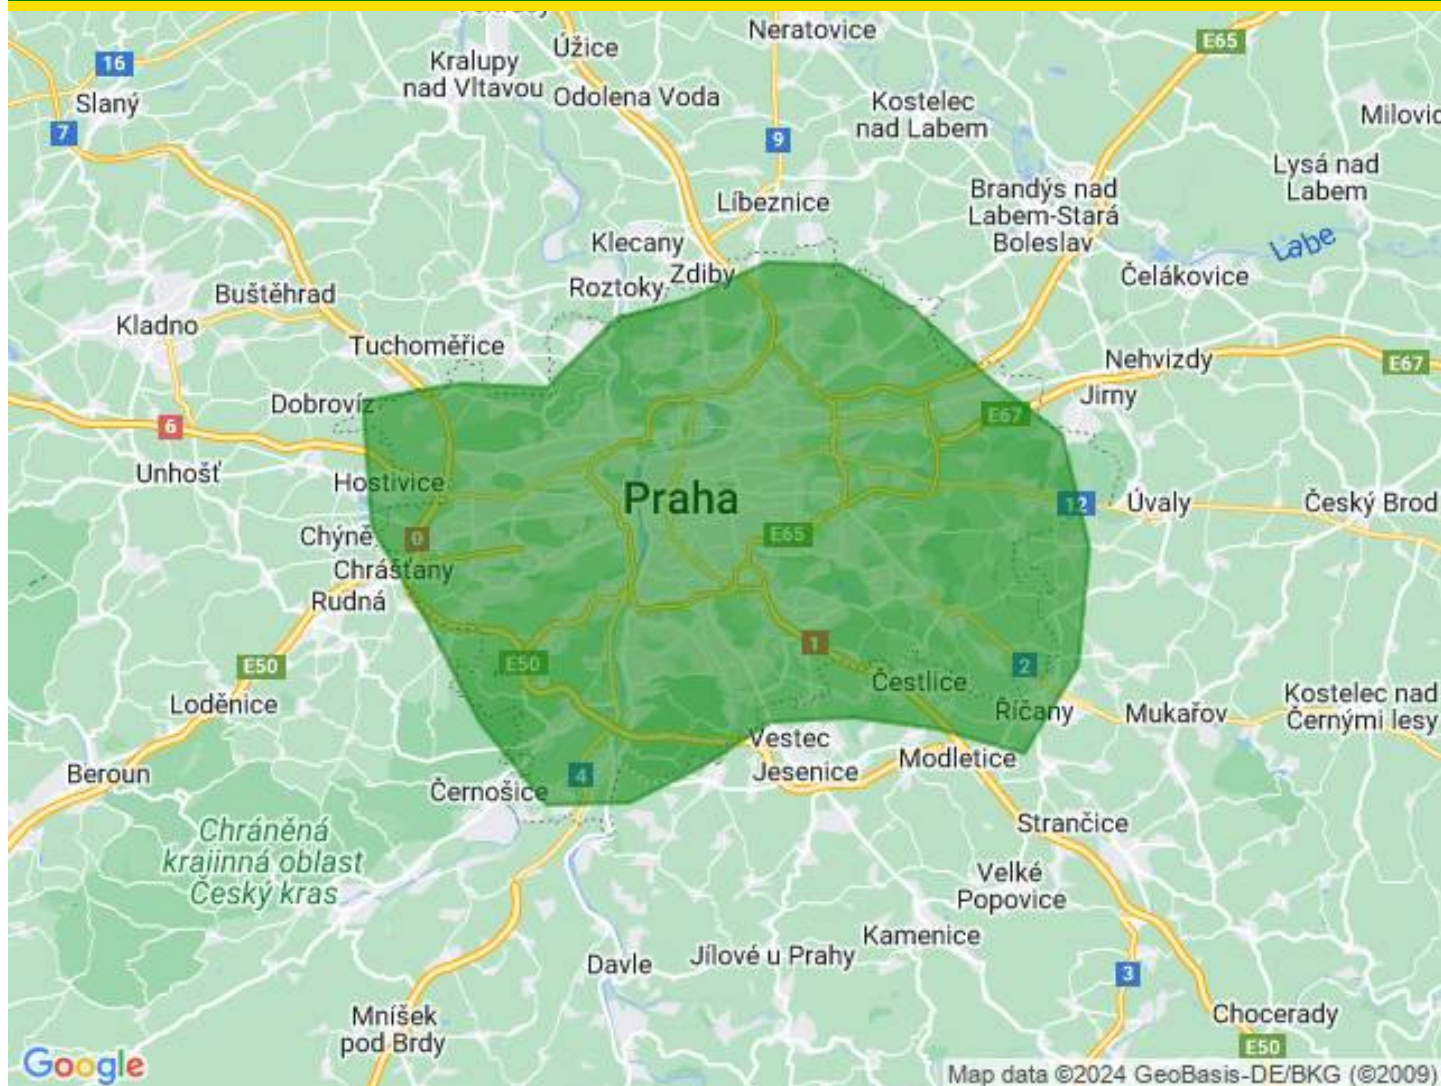 Neratovice
E65
Úžice
16
Kralupy
nad Vltavou
Slaný
Odolena Voda
Kostelec
nad Labem
Milovic
7
9
Lysá nad
Labem
Brandýs nad
Labem-Stará
Boleslav
Líbeznice
Klecany
Labe
Zdiby
Čelákovice
Roztoky
Buštěhrad
Kladno
Tuchoměřice
Nehvizdy
E67
Jirny
Dobrovíz
E67
6
Unhošť
Hostivice
Praha
12
Úvaly
Český Brod
Chýně
0
E65
Chrášťany
Rudná
1
E50
E50
2
Čestlice
Loděnice
Říčany
Mukařov
Kostelec nad
Černými lesy
Vestec
Modletice
Beroun
4
Jesenice
Černošice
Chráněná
krajinná oblast
Český kras
Strančice
Velké
Popovice
Kamenice
Davle
Jílové u Prahy
3
Mníšek
pod Brdy
Chocerady
E50
Google
Map data ©2024 GeoBasis-DE/BKG (©2009)